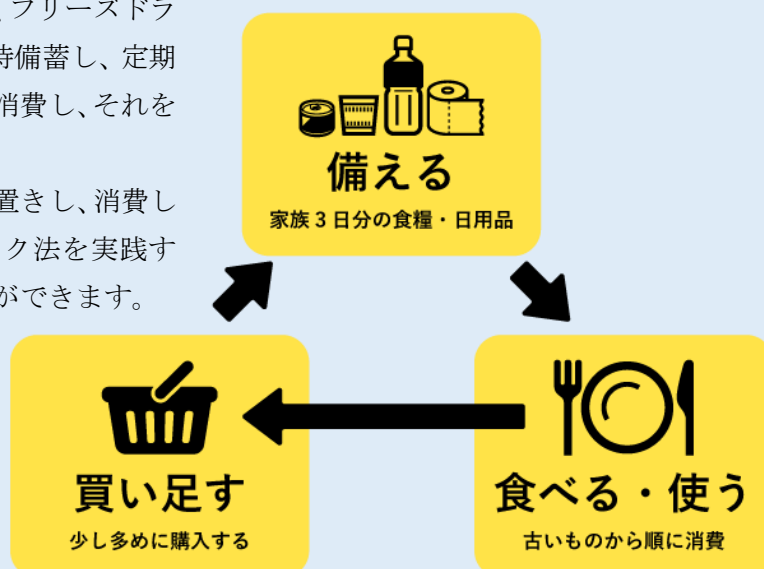 フリーズドラ
時備蓄し、定期
消費し、それを
置きし、消費し
ク法を実践す
ができます。
備える
家族3日分の食糧・日用品
買い足す
少し多めに購入する
食べる・使う
古いものから順に消費